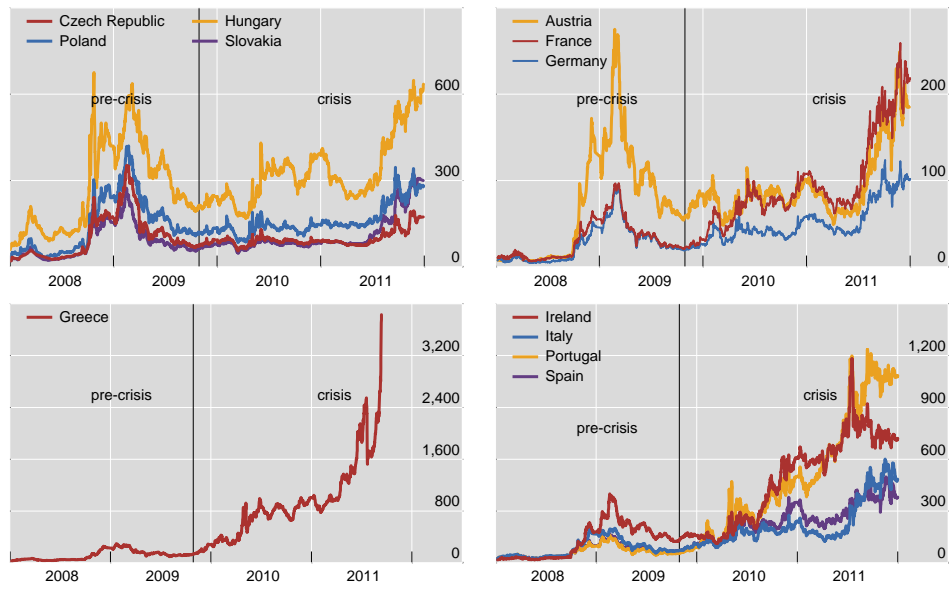 Czech Republic Hungary
Poland Slovakia
600
pre-crisis crisis
300
0
2008 2009 2010 2011
Austria
France
Germany
200
pre-crisis crisis
100
0
2008 2009 2010 2011
Greece
3,200
pre-crisis crisis
2,400
1,600
800
0
2008 2009 2010 2011
Ireland
Italy
1,200
Portugal
Spain
crisis
900
pre-crisis
600
300
0
2008 2009 2010 2011